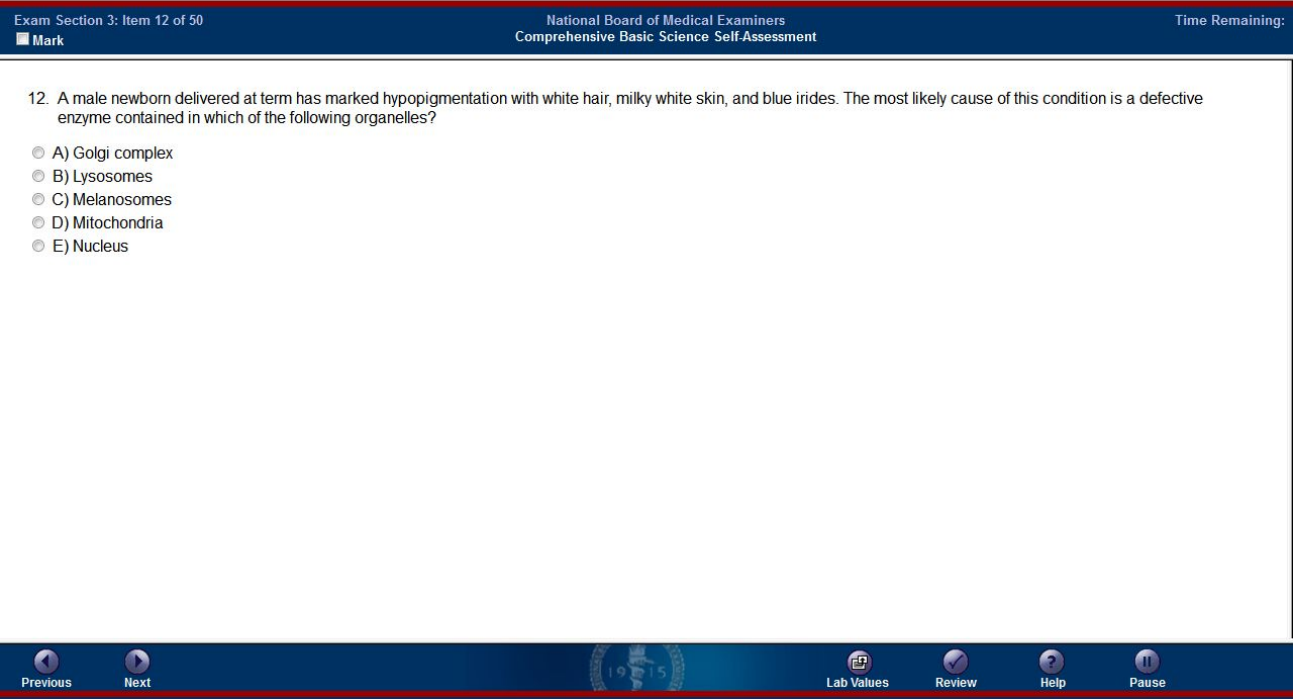 Exam Section 3: Item 12 of 50
National Board of Medical Examiners
Time Remaining:
Mark
Comprehensive Basic Science Self-Assessment
12. A male newborn delivered at term has marked hypopigmentation with white hair, milky white skin, and blue irides. The most likely cause of this condition is a defective
enzyme contained in which of the following organelles?
A) Golgi complex
B) Lysosomes
C) Melanosomes
D) Mitochondria
E) Nucleus
1915
Previous
Next
Lab Values
Review
Help
Pause